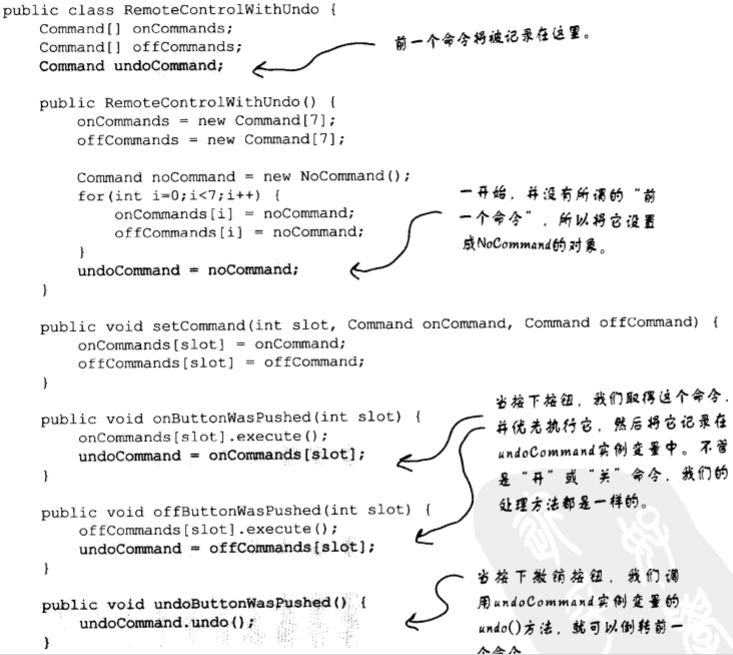 public class RemoteControlWithUndo {
Command[] onCommands;
Command[] offCommands;
Command undoCommand;
前一个命令将被记录在这里。
public RemoteControlWithUndo() {
onCommands = new Command[7];
offCommands = new Command[7];
Command noCommand = new NoCommand();
for(int i=0;i<7;i++) {
onCommands[i] = noCommand;
offCommands[i] = noCommand;
}
undoCommand = noCommand;
}
一开始，并没有所谓的“前
一个命令”，所以将它设置
成NoCommand的对象。
public void setCommand(int slot, Command onCommand, Command offCommand) {
onCommands[slot] = onCommand;
offCommands[slot] = offCommand;
}
public void onButtonWasPushed(int slot) {
onCommands[slot].execute();
undoCommand = onCommands[slot];
}
当按下按钮，我们取得这个命令，
并优先执行它，然后将它记录在
undoCommand实例变量中。不管
是“开”或“关”命令，我们的
处理方法都是一样的。
public void offButtonWasPushed(int slot) {
offCommands[slot].execute();
undoCommand = offCommands[slot];
}
public void undoButtonWasPushed() {
undoCommand.undo();
}
当按下撤销按钮，我们调
用undoCommand实例变量的
undo()方法，就可以倒转前一
个命令